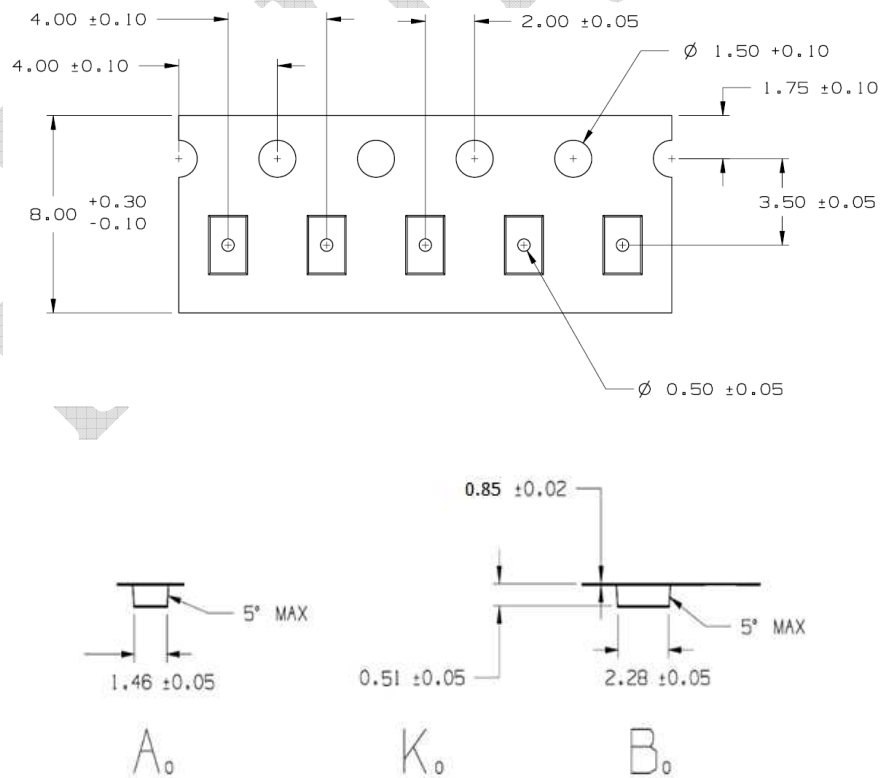 4.00 ±0.10
2.00 ±0.05
Ø 1.50 +0.10
4.00 ±0.10
1.75 ±0.10
8.00 +0.30
-0.10
3.50 ±0.05
Ø 0.50 ±0.05
0.85 ±0.02
5° MAX
5° MAX
1.46 ±0.05
0.51 ±0.05
2.28 ±0.05
A₀
K₀
B₀